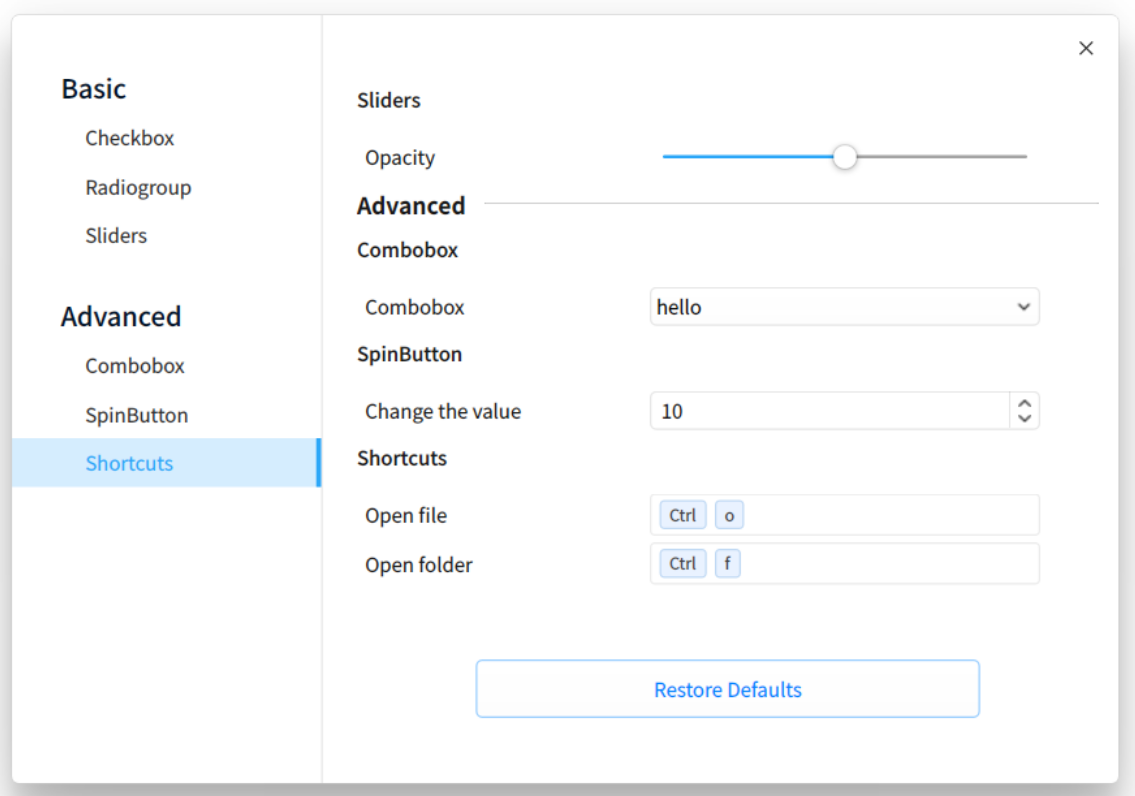 Basic
Checkbox
Radiogroup
Sliders
Advanced
Combobox
SpinButton
Shortcuts
Sliders
Opacity
Advanced
Combobox
Combobox hello
SpinButton
Change the value 10
Shortcuts
Open file Ctrl o
Open folder Ctrl f
Restore Defaults